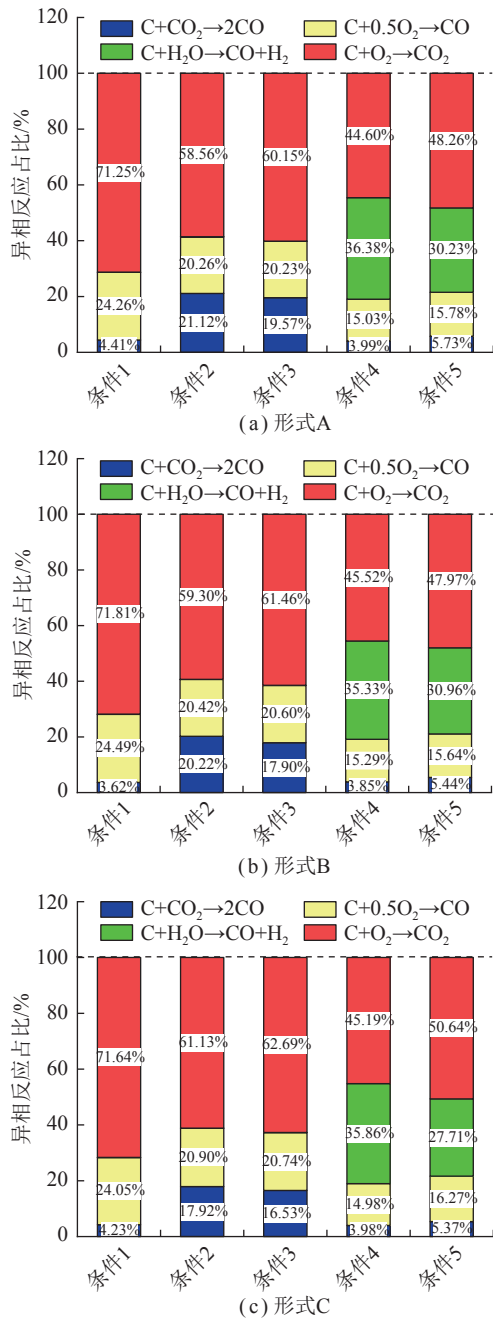 120
C+CO₂→2CO C+0.5O₂→CO
C+H₂O→CO+H₂ C+O₂→CO₂
100
80
60
40
20
0
异相反应占比/%
71.25% 58.56% 60.15% 44.60% 48.26%
36.38% 30.23%
24.26% 20.26% 20.23% 15.03% 15.78%
4.41% 21.12% 19.57% 3.99% 5.73%
条件1 条件2 条件3 条件4 条件5
(a) 形式A
120
C+CO₂→2CO C+0.5O₂→CO
C+H₂O→CO+H₂ C+O₂→CO₂
100
80
60
40
20
0
异相反应占比/%
71.81% 59.30% 61.46% 45.52% 47.97%
35.33% 30.96%
24.49% 20.42% 20.60% 15.29% 15.64%
3.62% 20.22% 17.90% 3.85% 5.44%
条件1 条件2 条件3 条件4 条件5
(b) 形式B
120
C+CO₂→2CO C+0.5O₂→CO
C+H₂O→CO+H₂ C+O₂→CO₂
100
80
60
40
20
0
异相反应占比/%
71.64% 61.13% 62.69% 45.19% 50.64%
35.86% 27.71%
24.05% 20.90% 20.74% 14.98% 16.27%
4.23% 17.92% 16.53% 3.98% 5.37%
条件1 条件2 条件3 条件4 条件5
(c) 形式C